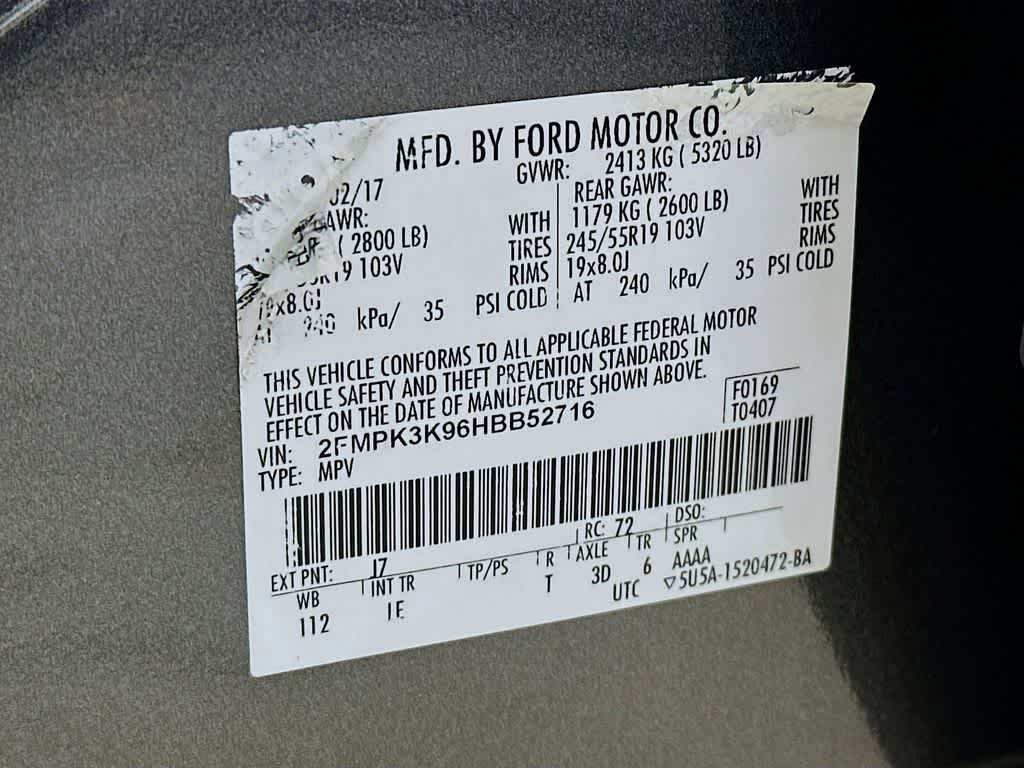 MFD. BY FORD MOTOR CO.
02/17
GVWR: 2413 KG ( 5320 LB)
AWR: WITH
( 2800 LB) TIRES
R19 103V RIMS
19x8.0J
kPa/ 35 PSI COLD
REAR GAWR: WITH
1179 KG ( 2600 LB) TIRES
245/55R19 103V RIMS
19x8.0J
AT 240 kPa/ 35 PSI COLD
THIS VEHICLE CONFORMS TO ALL APPLICABLE FEDERAL MOTOR
VEHICLE SAFETY AND THEFT PREVENTION STANDARDS IN
EFFECT ON THE DATE OF MANUFACTURE SHOWN ABOVE.
F0169
T0407
VIN: 2FMPK3K96HBB52716
TYPE: MPV
EXT PNT: J7 RC: 72 DSO:
WB INT TR TP/PS R AXLE TR SPR
112 IE T 3D 6 AAAA
UTC ▽5U5A-1520472-BA